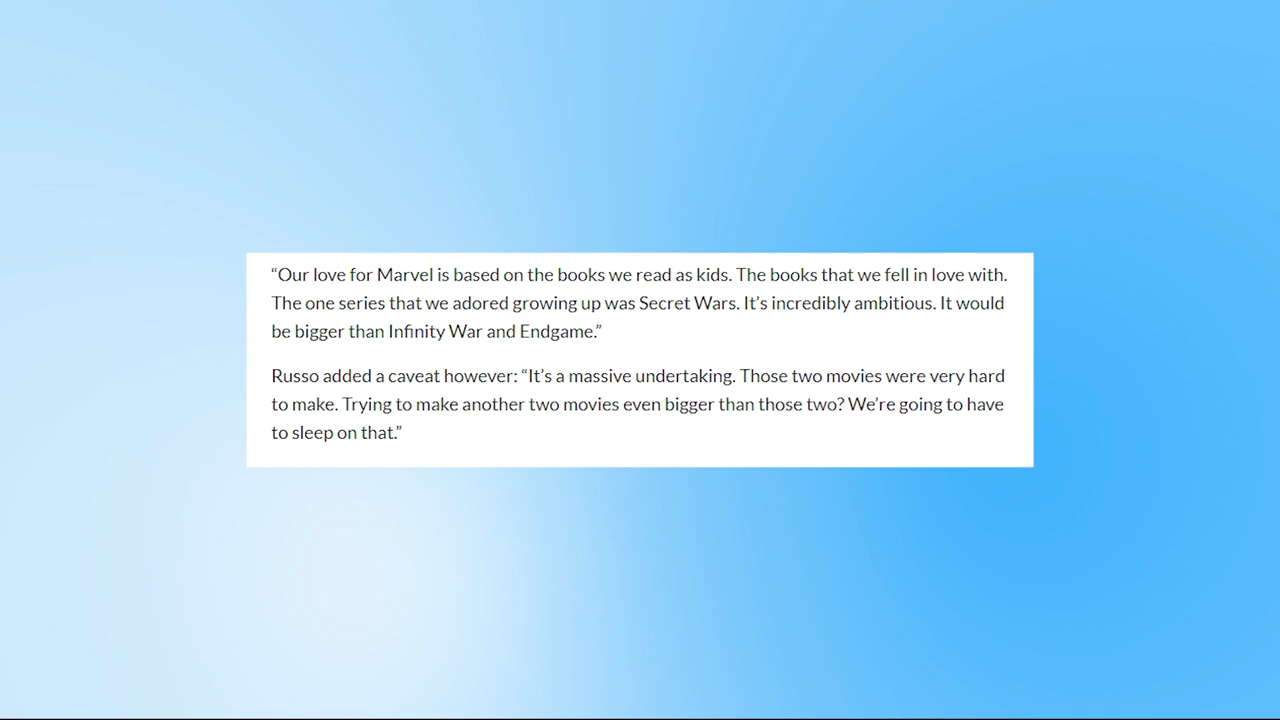 “Our love for Marvel is based on the books we read as kids. The books that we fell in love with.
The one series that we adored growing up was Secret Wars. It’s incredibly ambitious. It would
be bigger than Infinity War and Endgame.”
Russo added a caveat however: “It’s a massive undertaking. Those two movies were very hard
to make. Trying to make another two movies even bigger than those two? We’re going to have
to sleep on that.”